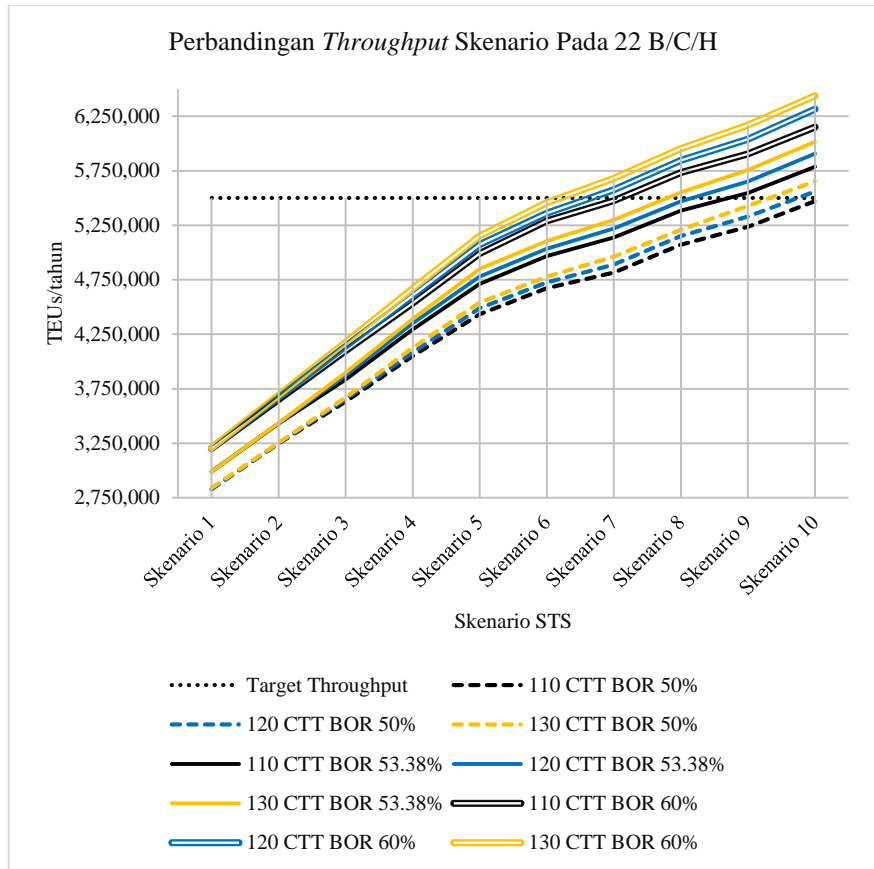 Perbandingan Throughput Skenario Pada 22 B/C/H
TEUs/tahun
6,250,000
5,750,000
5,250,000
4,750,000
4,250,000
3,750,000
3,250,000
2,750,000
Skenario 1
Skenario 2
Skenario 3
Skenario 4
Skenario 5
Skenario 6
Skenario 7
Skenario 8
Skenario 9
Skenario 10
Skenario STS
Target Throughput
110 CTT BOR 50%
120 CTT BOR 50%
130 CTT BOR 50%
110 CTT BOR 53.38%
120 CTT BOR 53.38%
130 CTT BOR 53.38%
110 CTT BOR 60%
120 CTT BOR 60%
130 CTT BOR 60%